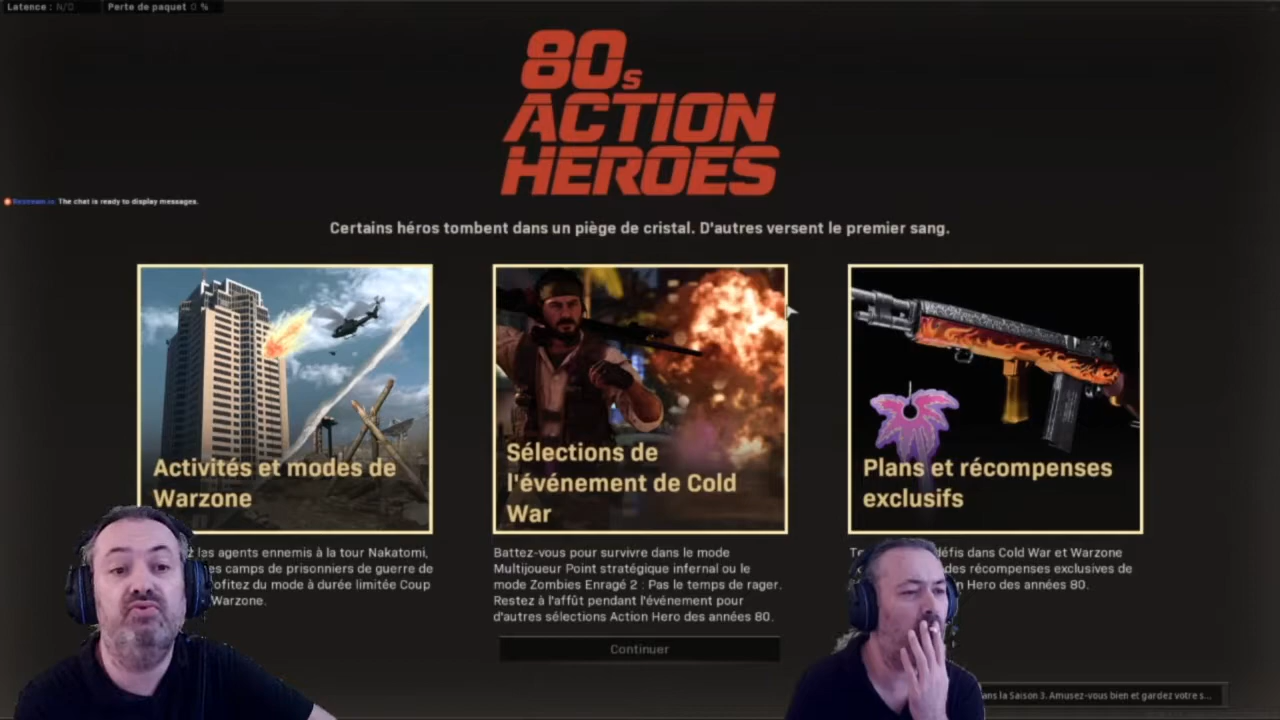 Latence : N/D
Perte de paquet 0 %
80s
ACTION
HEROES
Restream.io The chat is ready to display messages.
Certains héros tombent dans un piège de cristal. D'autres versent le premier sang.
Activités et modes de
Warzone
Sélections de
l'événement de Cold
War
Plans et récompenses
exclusifs
z les agents ennemis à la tour Nakatomi,
es camps de prisonniers de guerre de
ofitez du mode à durée limitée Coup
Warzone.
Battez-vous pour survivre dans le mode
Multijoueur Point stratégique infernal ou le
mode Zombies Enragé 2 : Pas le temps de rager.
Restez à l'affût pendant l'événement pour
d'autres sélections Action Hero des années 80.
défis dans Cold War et Warzone
des récompenses exclusives de
n Hero des années 80.
Continuer
ans la Saison 3. Amusez-vous bien et gardez votre s...